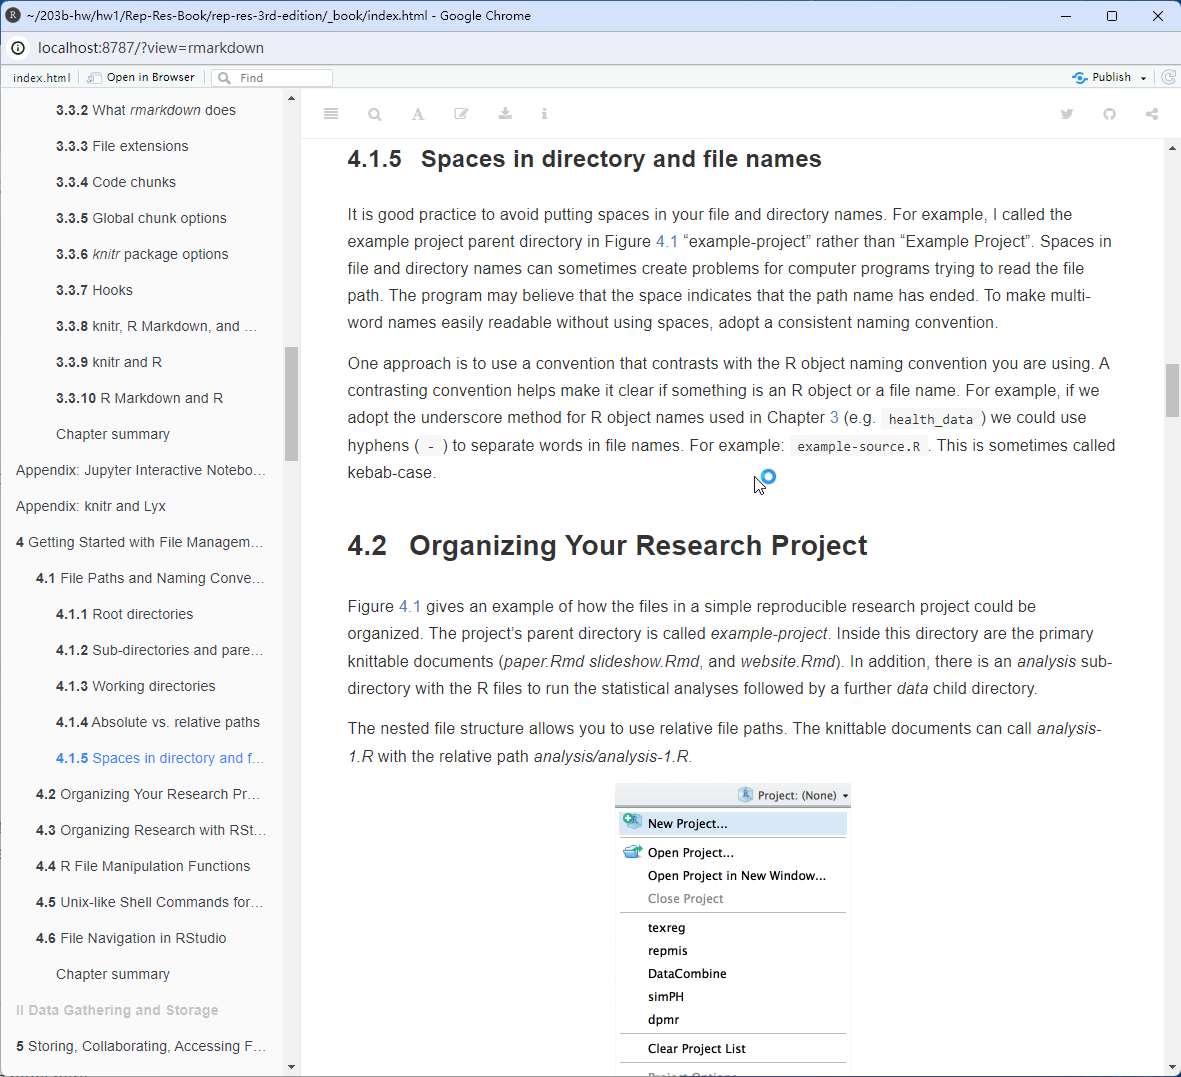 ~/203b-hw/hw1/Rep-Res-Book/rep-res-3rd-edition/_book/index.html - Google Chrome
localhost:8787/?view=rmarkdown
index.html
Open in Browser
Find
Publish
3.3.2 What rmarkdown does
3.3.3 File extensions
3.3.4 Code chunks
3.3.5 Global chunk options
3.3.6 knitr package options
3.3.7 Hooks
3.3.8 knitr, R Markdown, and …
3.3.9 knitr and R
3.3.10 R Markdown and R
Chapter summary
Appendix: Jupyter Interactive Notebo…
Appendix: knitr and Lyx
4 Getting Started with File Managem…
4.1 File Paths and Naming Conve…
4.1.1 Root directories
4.1.2 Sub-directories and pare…
4.1.3 Working directories
4.1.4 Absolute vs. relative paths
4.1.5 Spaces in directory and f…
4.2 Organizing Your Research Pr…
4.3 Organizing Research with RSt…
4.4 R File Manipulation Functions
4.5 Unix-like Shell Commands for…
4.6 File Navigation in RStudio
Chapter summary
II Data Gathering and Storage
5 Storing, Collaborating, Accessing F…
4.1.5 Spaces in directory and file names
It is good practice to avoid putting spaces in your file and directory names. For example, I called the
example project parent directory in Figure 4.1 “example-project” rather than “Example Project”. Spaces in
file and directory names can sometimes create problems for computer programs trying to read the file
path. The program may believe that the space indicates that the path name has ended. To make multi-
word names easily readable without using spaces, adopt a consistent naming convention.
One approach is to use a convention that contrasts with the R object naming convention you are using. A
contrasting convention helps make it clear if something is an R object or a file name. For example, if we
adopt the underscore method for R object names used in Chapter 3 (e.g. health_data ) we could use
hyphens ( - ) to separate words in file names. For example: example-source.R . This is sometimes called
kebab-case.
4.2 Organizing Your Research Project
Figure 4.1 gives an example of how the files in a simple reproducible research project could be
organized. The project’s parent directory is called example-project. Inside this directory are the primary
knittable documents (paper.Rmd slideshow.Rmd, and website.Rmd). In addition, there is an analysis sub-
directory with the R files to run the statistical analyses followed by a further data child directory.
The nested file structure allows you to use relative file paths. The knittable documents can call analysis-
1.R with the relative path analysis/analysis-1.R.
Project: (None)
New Project...
Open Project...
Open Project in New Window...
Close Project
texreg
repmis
DataCombine
simPH
dpmr
Clear Project List